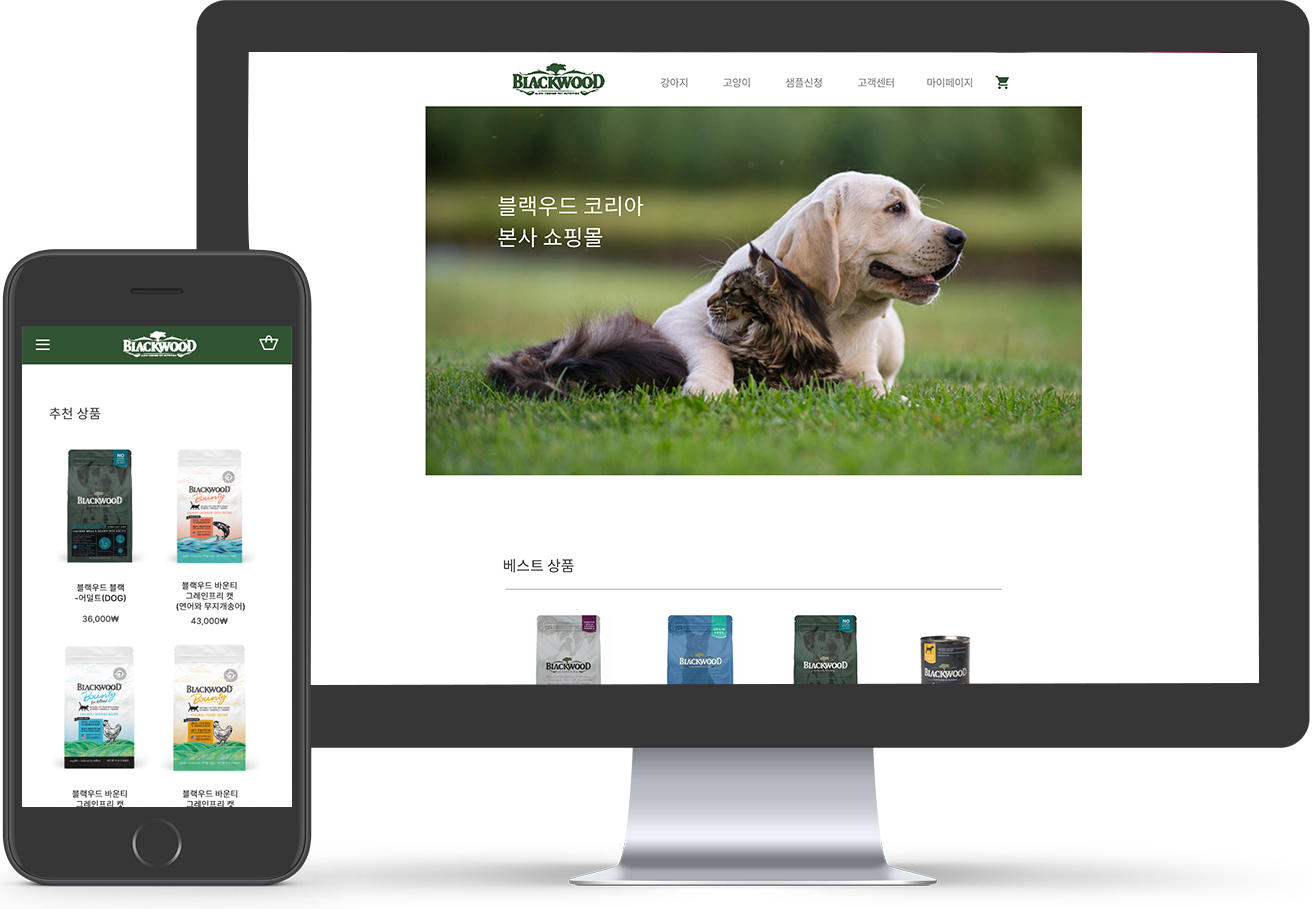 BLACKWOOD
SLOW COOKED PET NUTRITION
강아지
고양이
샘플신청
고객센터
마이페이지
블랙우드 코리아
본사 쇼핑몰
베스트 상품
BLACKWOOD
BLACKWOOD
NO
BLACKWOOD
BLACKWOOD
BLACKWOOD
추천 상품
NO
BLACKWOOD
BLACKWOOD
Bounty
블랙우드 블랙
-어덜트(DOG)
36,000₩
블랙우드 바운티
그레인프리 캣
(연어와 무지개송어)
43,000₩
BLACKWOOD
Bounty
BLACKWOOD
Bounty
블랙우드 바운티
그레인프리 캣
블랙우드 바운티
그레인프리 캣